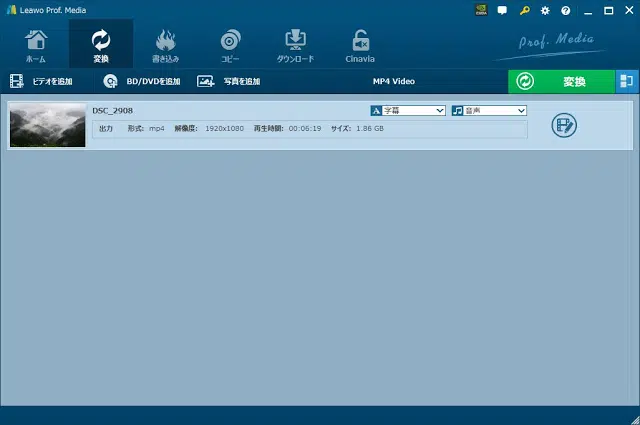 Leawo Prof. Media
ホーム 変換 書き込み コピー ダウンロード Cinavia
Prof. Media
ビデオを追加 BD/DVDを追加 写真を追加 MP4 Video 変換
DSC_2908 字幕 音声
出力 形式: mp4 解像度: 1920x1080 再生時間: 00:06:19 サイズ: 1.86 GB